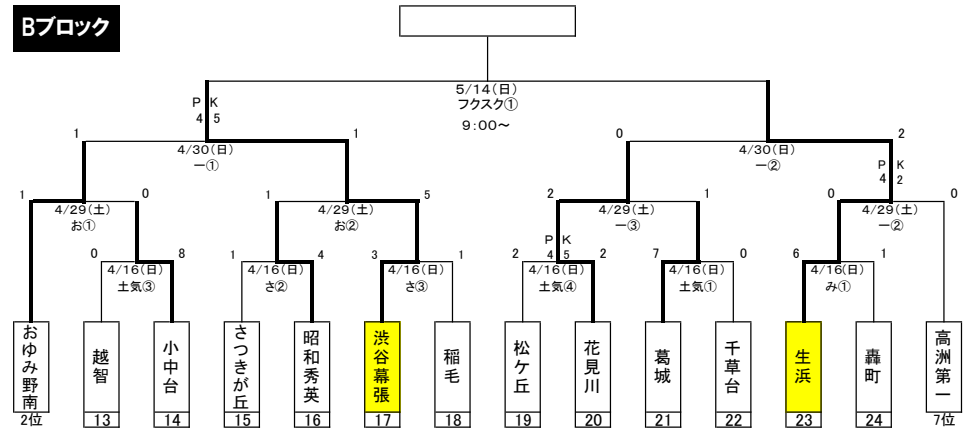 Bブロック
5/14(日)
フクスク①
9:00～
P K
4 5
1 1 0 2
4/30(日) 4/30(日)
一① 一②
P K
4 2
1 0 1 5 2 1 0 0
4/29(土) 4/29(土) 4/29(土) 4/29(土)
お① お② 一③ 一②
P K
4 5
0 8 1 4 3 1 2 2 7 0 6 1
4/16(日) 4/16(日) 4/16(日) 4/16(日) 4/16(日) 4/16(日)
土気③ さ② さ③ 土気④ 土気① み①
おゆみ野南
越智
小中台
さつきが丘
昭和秀英
渋谷幕張
稲毛
松ケ丘
花見川
葛城
千草台
生浜
轟町
高洲第一
2位 13 14 15 16 17 18 19 20 21 22 23 24 7位